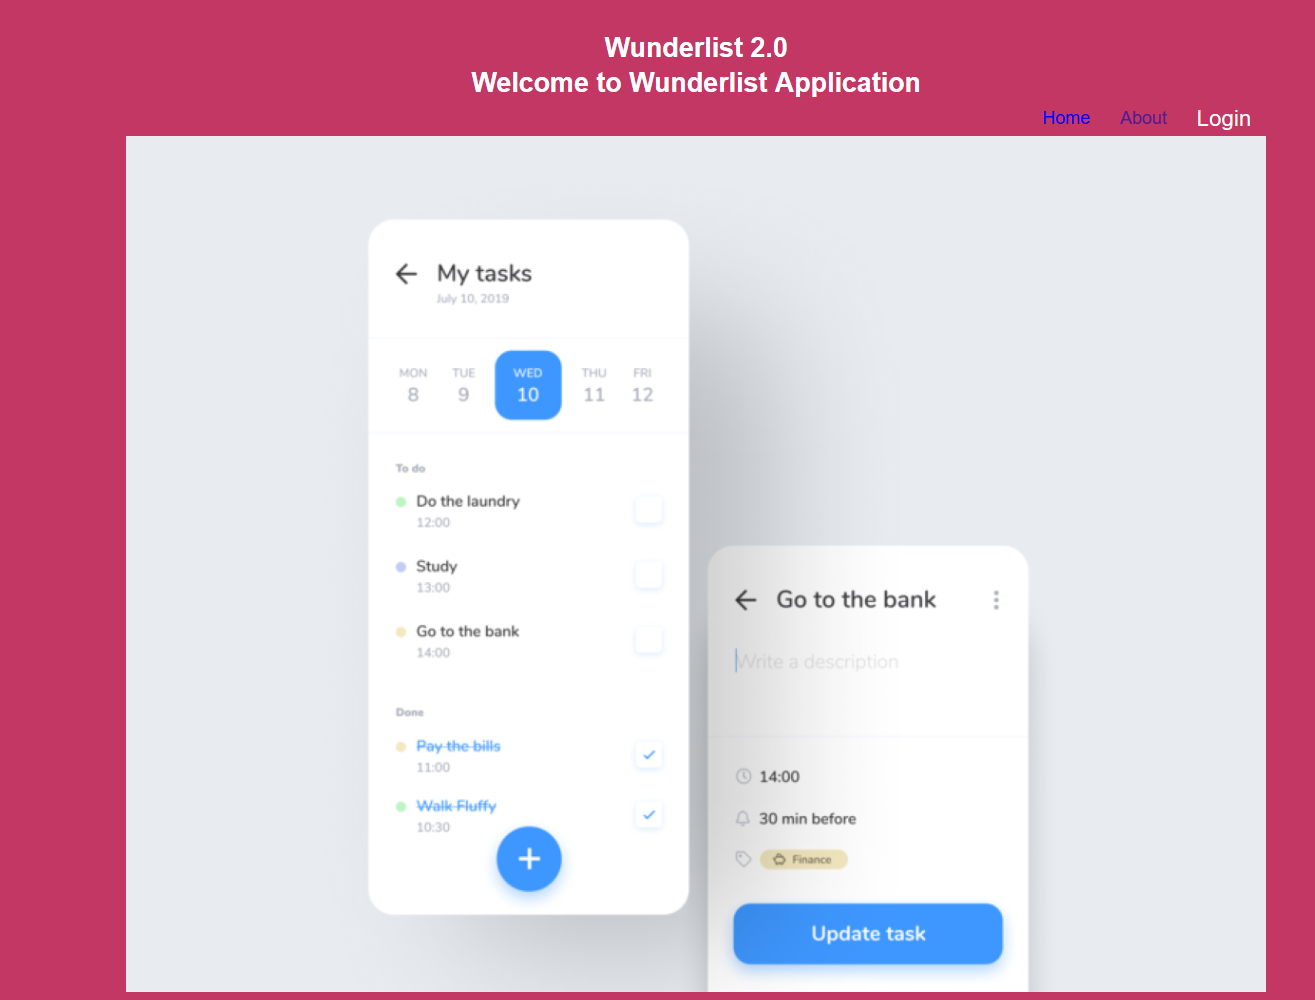 Wunderlist 2.0
Welcome to Wunderlist Application
Home About Login
My tasks
July 10, 2019
MON TUE WED THU FRI
8 9 10 11 12
To do
Do the laundry
12:00
Study
13:00
Go to the bank
14:00
Done
Pay the bills
11:00
Walk Fluffy
10:30
Go to the bank
Write a description
14:00
30 min before
Finance
Update task